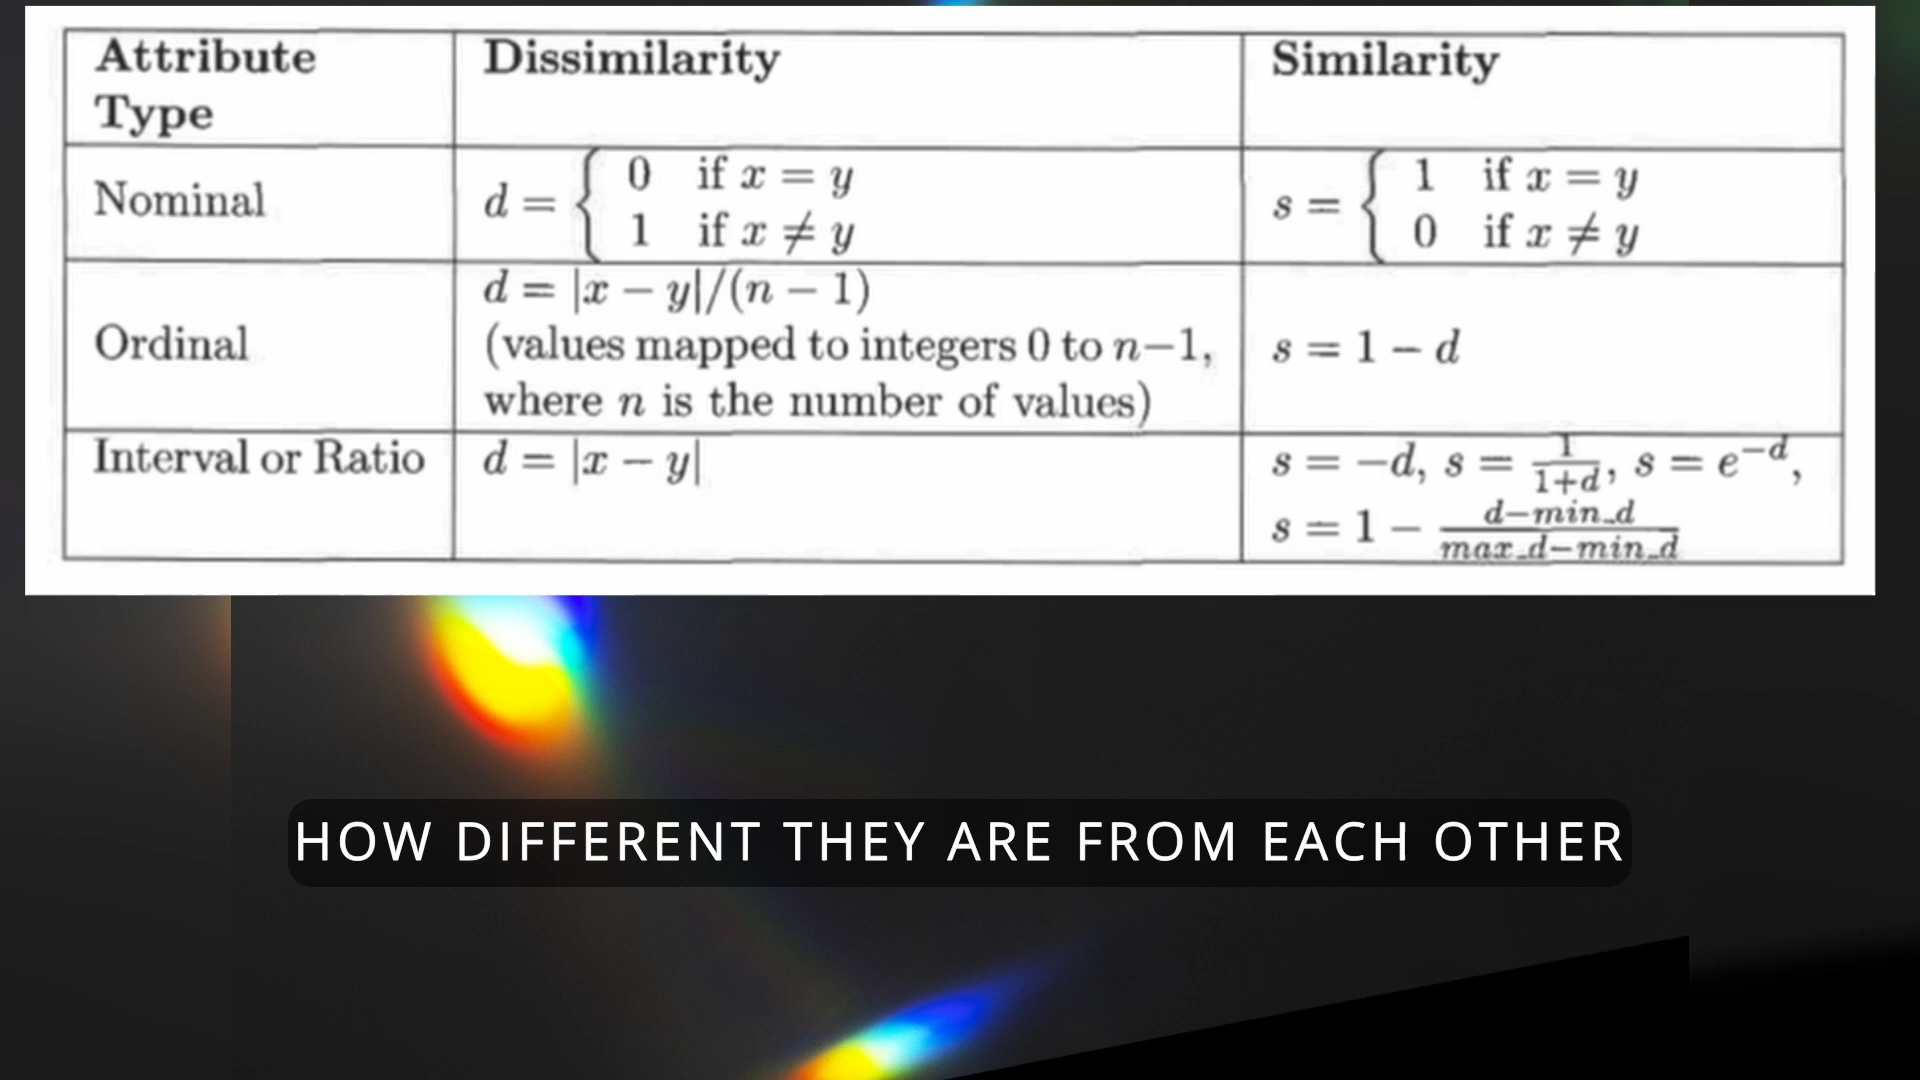 Attribute Type | Dissimilarity | Similarity
Nominal | d = { 0 if x = y | s = { 1 if x = y
1 if x ≠ y | 0 if x ≠ y
Ordinal | d = |x − y|/(n − 1)
(values mapped to integers 0 to n−1,
where n is the number of values) | s = 1 − d
Interval or Ratio | d = |x − y| | s = −d, s = 1/(1+d), s = e^−d,
s = 1 − (d−min_d)/(max_d−min_d)
HOW DIFFERENT THEY ARE FROM EACH OTHER